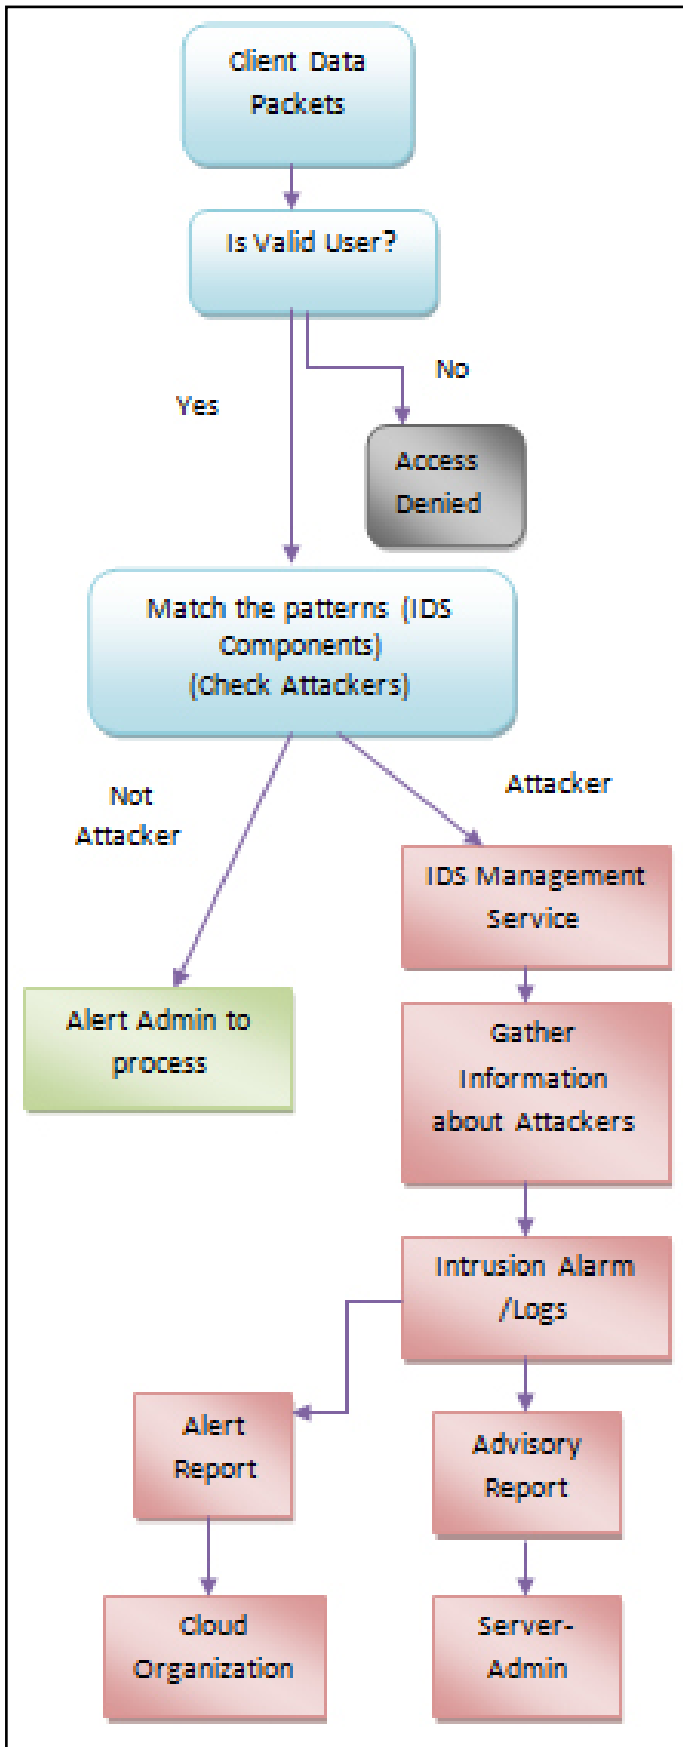 Client Data
Packets
Is Valid User?
No
Yes
Access
Denied
Match the patterns (IDS
Components)
(Check Attackers)
Not
Attacker
Attacker
IDS Management
Service
Alert Admin to
process
Gather
Information
about Attackers
Intrusion Alarm
/Logs
Alert
Report
Advisory
Report
Cloud
Organization
Server-
Admin